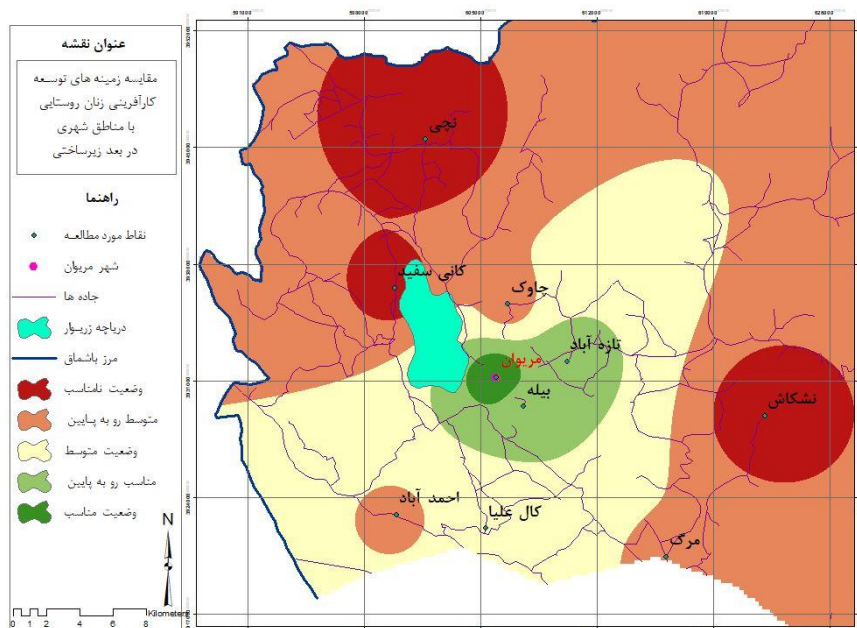 عنوان نقشه
مقایسه زمینه های توسعه
کارآفرینی زنان روستایی
با مناطق شهری
در بعد زیرساختی
راهنما
نقاط مورد مطالعه
شهر مریوان
جاده ها
دریاچه زریوار
مرز باشماق
وضعیت نامناسب
متوسط رو به پایین
وضعیت متوسط
مناسب رو به پایین
وضعیت مناسب
N
0 1 2 4 6 8 Kilometers
نچی
کانی سفید
چاوک
تازه آباد
مریوان
بیله
نشکاش
احمد آباد
کال علیا
مرگ